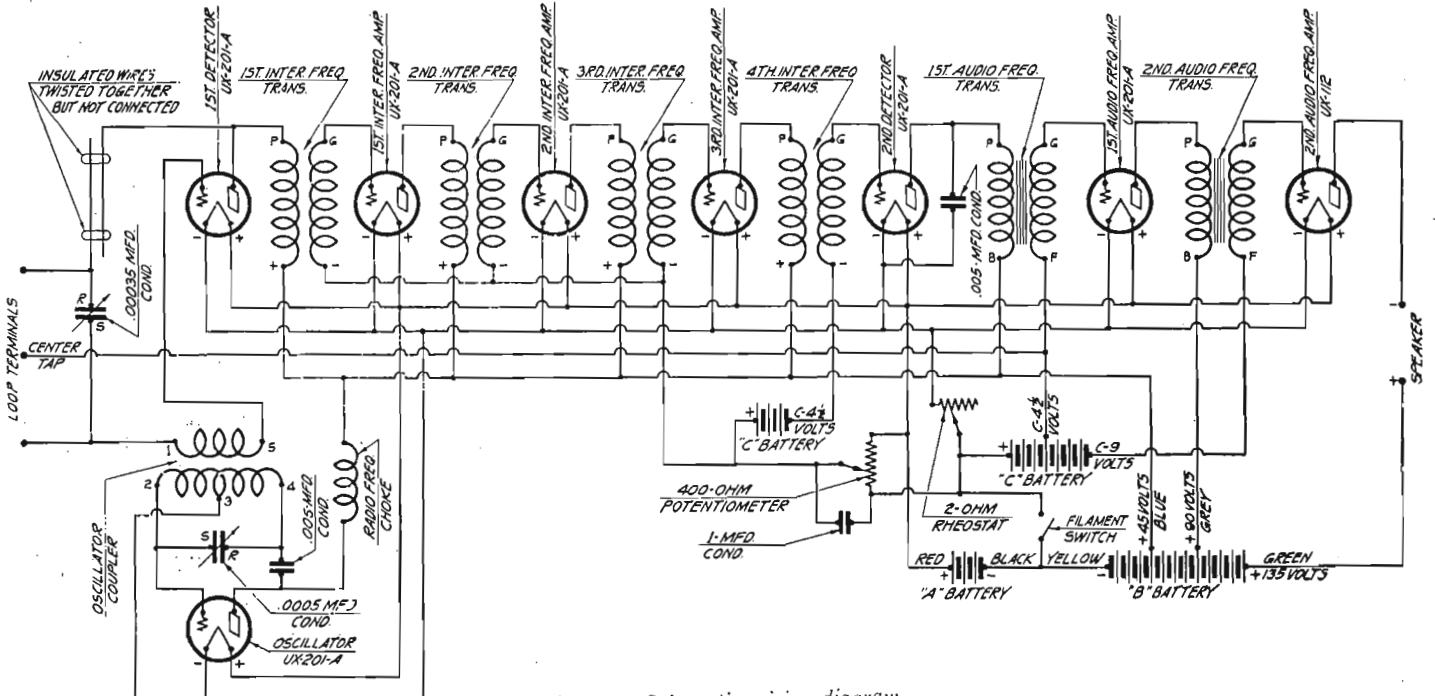 INSULATED WIRES
TWISTED TOGETHER
BUT NOT CONNECTED
1ST. DETECTOR
UX-201-A
1ST. INTER. FREQ.
TRANS.
1ST. INTER. FREQ. AMP.
UX-201-A
2ND. INTER. FREQ.
TRANS.
2ND. INTER. FREQ. AMP.
UX-201-A
3RD. INTER. FREQ.
TRANS.
3RD. INTER. FREQ. AMP.
UX-201-A
4TH. INTER. FREQ.
TRANS.
2ND. DETECTOR
UX-201-A
1ST. AUDIO FREQ.
TRANS.
1ST. AUDIO FREQ. AMP.
UX-201-A
2ND. AUDIO FREQ.
TRANS.
2ND. AUDIO FREQ. AMP.
UX-112
P G P G P G P G P G P G
- + - + - + - + - + - + - +
+ - + - + - + - B F B F
.00035 MFD.
COND.
R
S
.005-MFD. COND.
LOOP TERMINALS
CENTER
TAP
SPEAKER
-
+
1 5
2 3 4
OSCILLATOR
COUPLER
S
R
.005-MFD.
COND.
RADIO FREQ.
CHOKE
.0005 MFD
COND.
OSCILLATOR
UX-201-A
- +
+ C-4½
VOLTS
"C" BATTERY
400-OHM
POTENTIOMETER
1-MFD.
COND.
2-OHM
RHEOSTAT
C-4½
VOLTS
+ C-9
VOLTS
"C" BATTERY
FILAMENT
SWITCH
+45 VOLTS
BLUE
+90 VOLTS
GREY
RED BLACK YELLOW GREEN
+ - - +135 VOLTS
"A" BATTERY
"B" BATTERY
diagram